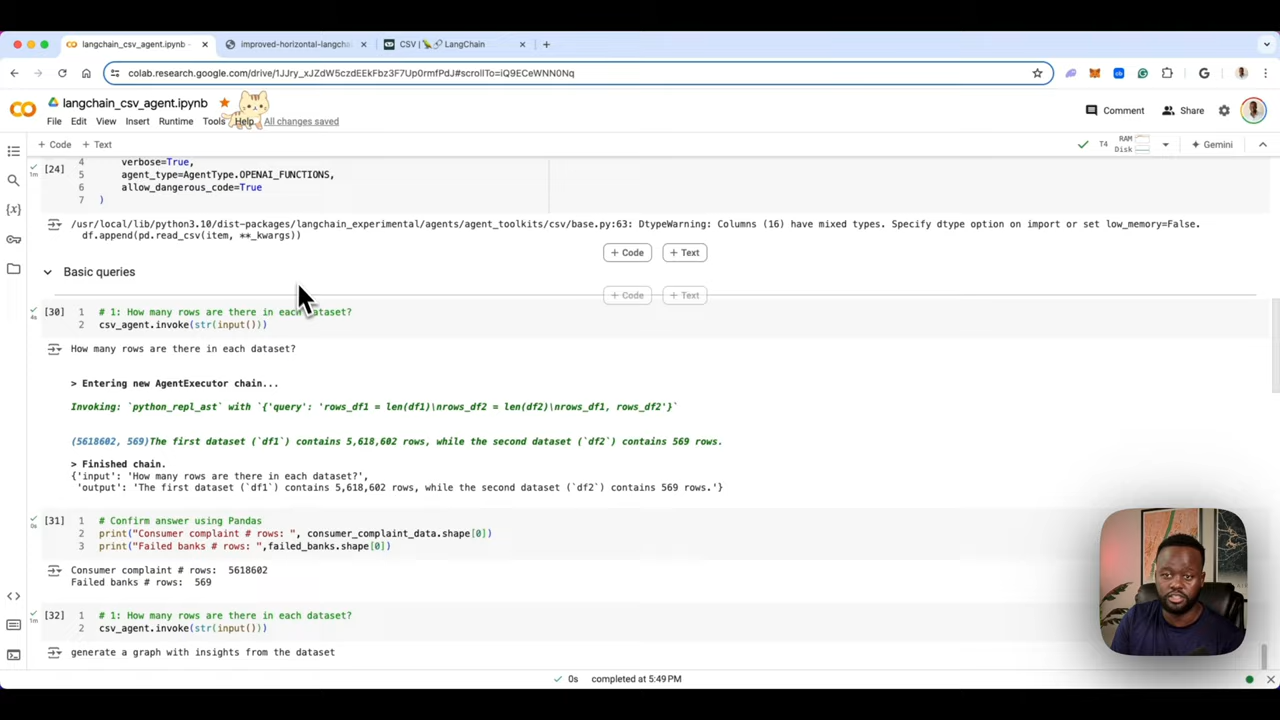 langchain_csv_agent.ipynb -
improved-horizontal-langcha
CSV | 🦜🔗 LangChain
colab.research.google.com/drive/1JJry_xJZdW5czdEEkFbz3F7Up0rmfPdJ#scrollTo=iQ9ECeWNN0Nq
langchain_csv_agent.ipynb
File Edit View Insert Runtime Tools Help All changes saved
Comment Share
+ Code + Text
T4 RAM Disk Gemini
4 verbose=True,
[24] 5 agent_type=AgentType.OPENAI_FUNCTIONS,
1m 6 allow_dangerous_code=True
7 )
/usr/local/lib/python3.10/dist-packages/langchain_experimental/agents/agent_toolkits/csv/base.py:63: DtypeWarning: Columns (16) have mixed types. Specify dtype option on import or set low_memory=False.
df.append(pd.read_csv(item, **_kwargs))
+ Code + Text
Basic queries
+ Code + Text
[30] 1 # 1: How many rows are there in each dataset?
4s 2 csv_agent.invoke(str(input()))
How many rows are there in each dataset?
> Entering new AgentExecutor chain...
Invoking: `python_repl_ast` with `{'query': 'rows_df1 = len(df1)\nrows_df2 = len(df2)\nrows_df1, rows_df2'}`
(5618602, 569)The first dataset (`df1`) contains 5,618,602 rows, while the second dataset (`df2`) contains 569 rows.
> Finished chain.
{'input': 'How many rows are there in each dataset?',
'output': 'The first dataset (`df1`) contains 5,618,602 rows, while the second dataset (`df2`) contains 569 rows.'}
[31] 1 # Confirm answer using Pandas
0s 2 print("Consumer complaint # rows: ", consumer_complaint_data.shape[0])
3 print("Failed banks # rows: ",failed_banks.shape[0])
Consumer complaint # rows: 5618602
Failed banks # rows: 569
[32] 1 # 1: How many rows are there in each dataset?
1m 2 csv_agent.invoke(str(input()))
generate a graph with insights from the dataset
0s completed at 5:49PM